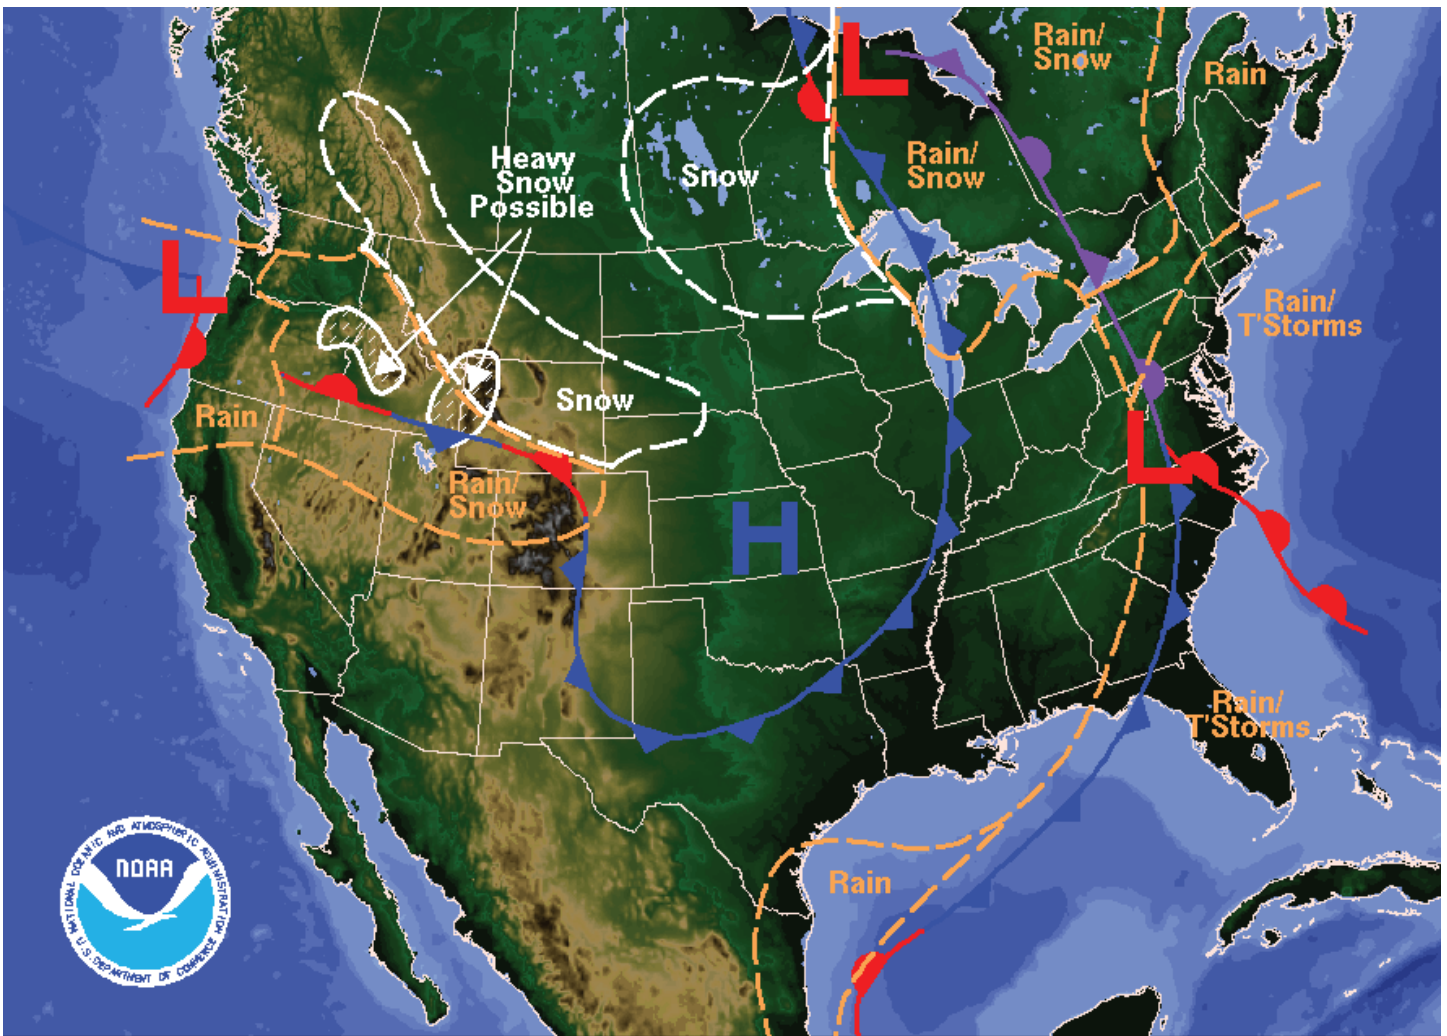 Rain/
Snow
Rain
L
Heavy
Snow
Possible
Snow
Rain/
Snow
L
Rain/
T'Storms
Snow
Rain
L
Rain/
Snow
H
Rain/
T'Storms
Rain
NATIONAL OCEANIC AND ATMOSPHERIC ADMINISTRATION
NOAA
U.S. DEPARTMENT OF COMMERCE